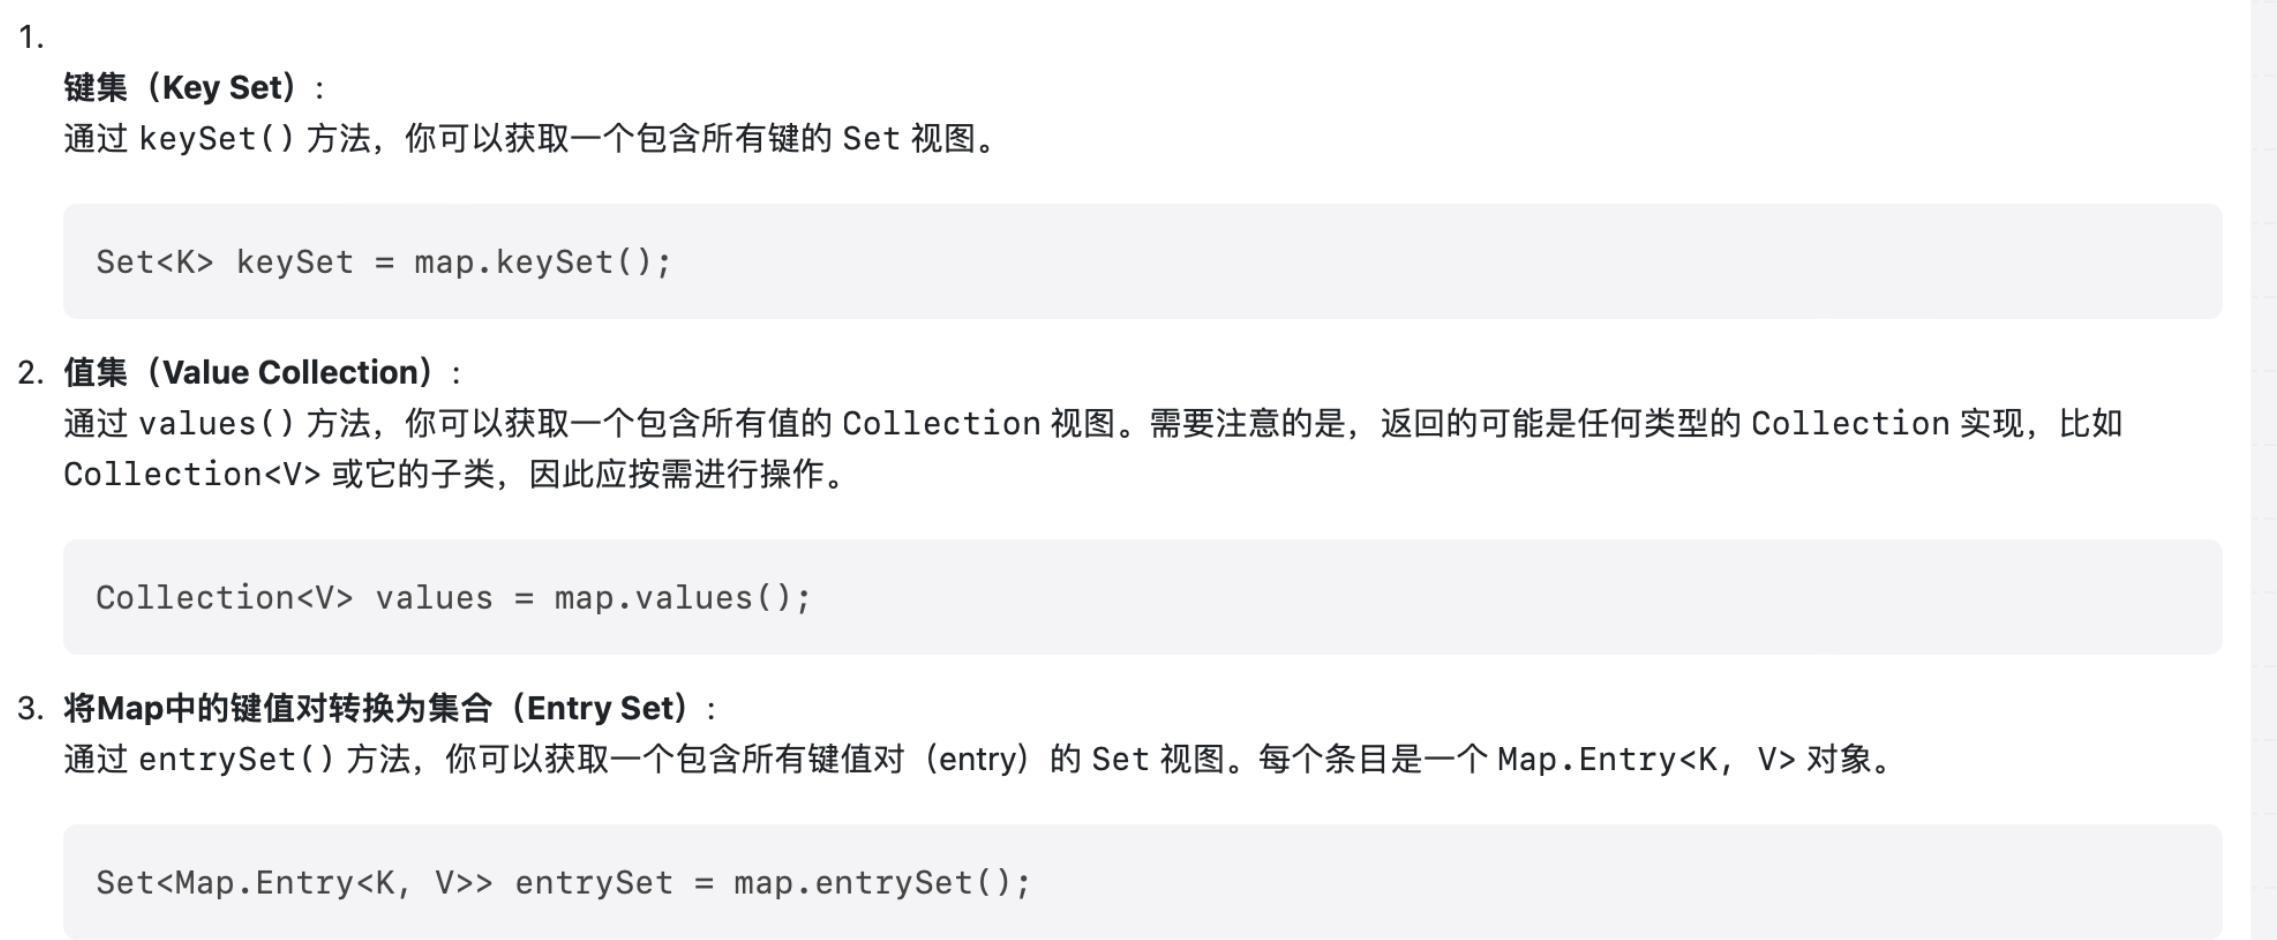 1.
键集（Key Set）：
通过 keySet() 方法，你可以获取一个包含所有键的 Set 视图。
Set<K> keySet = map.keySet();
2. 值集（Value Collection）：
通过 values() 方法，你可以获取一个包含所有值的 Collection 视图。需要注意的是，返回的可能是任何类型的 Collection 实现，比如
Collection<V> 或它的子类，因此应按需进行操作。
Collection<V> values = map.values();
3. 将Map中的键值对转换为集合（Entry Set）：
通过 entrySet() 方法，你可以获取一个包含所有键值对（entry）的 Set 视图。每个条目是一个 Map.Entry<K, V> 对象。
Set<Map.Entry<K, V>> entrySet = map.entrySet();